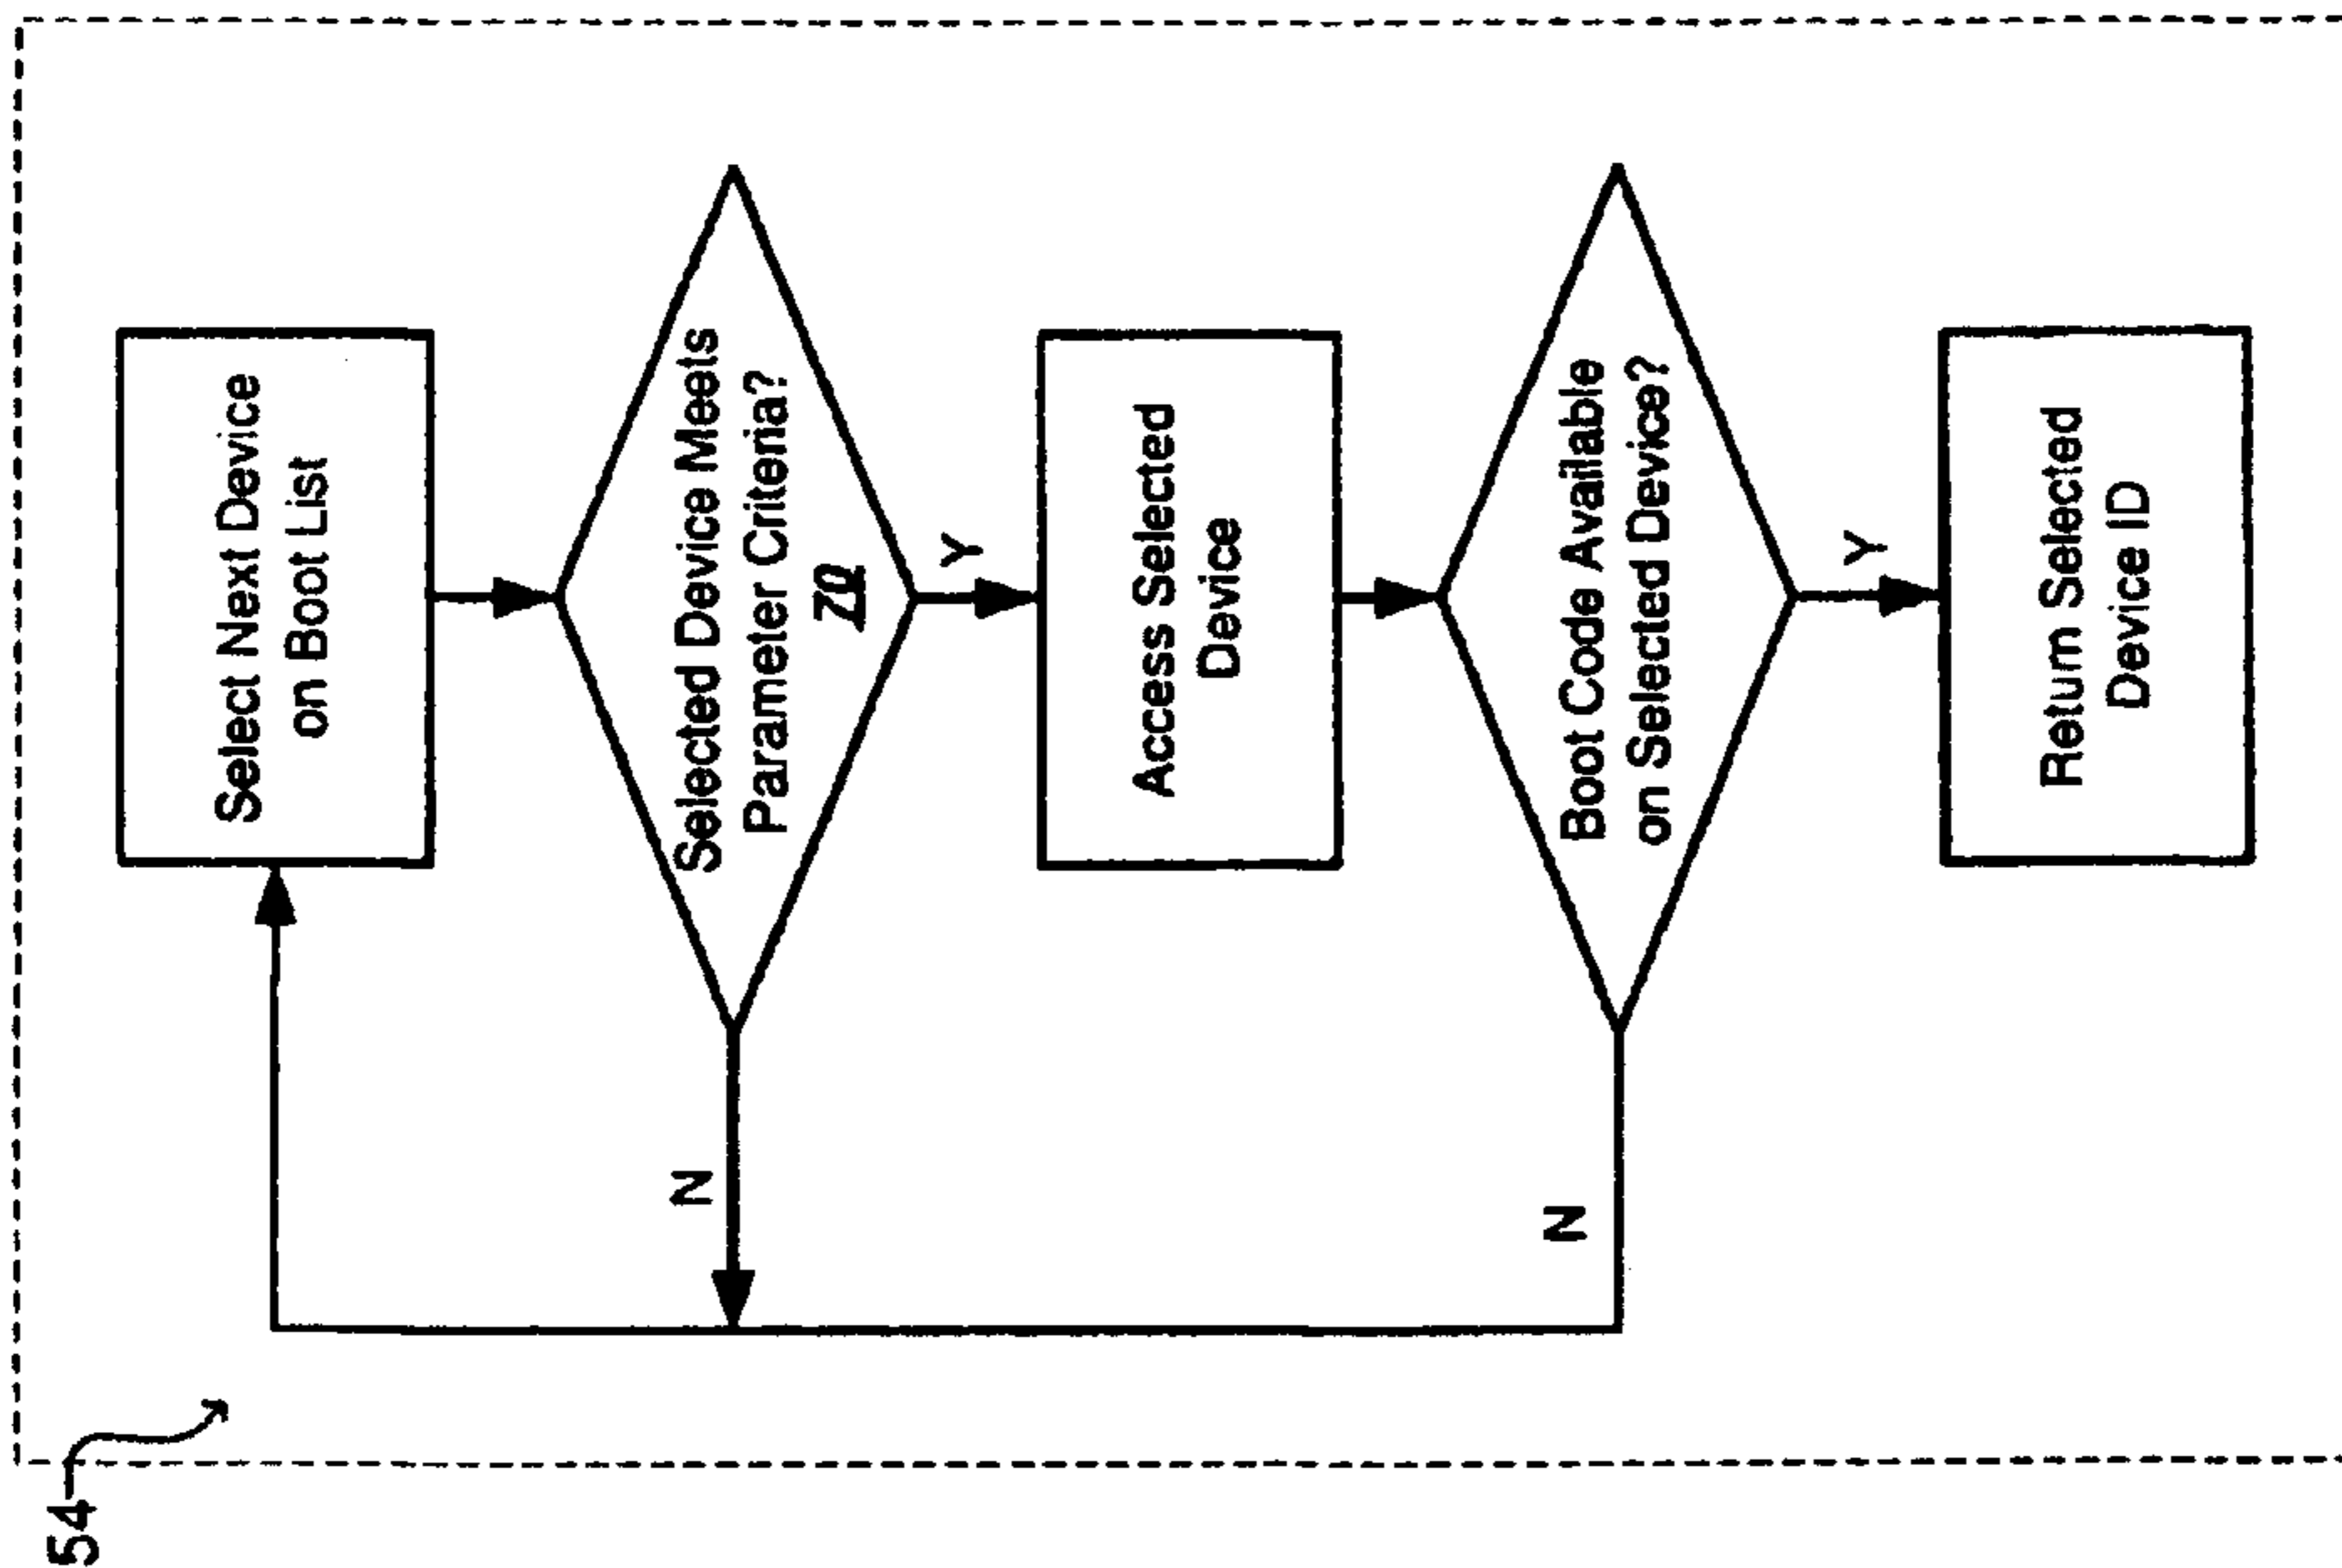 54
Select Next Device
on Boot List
Selected Device Meets
Parameter Criteria?
70
N
Y
Access Selected
Device
Boot Code Available
on Selected Device?
N
Y
Return Selected
Device ID